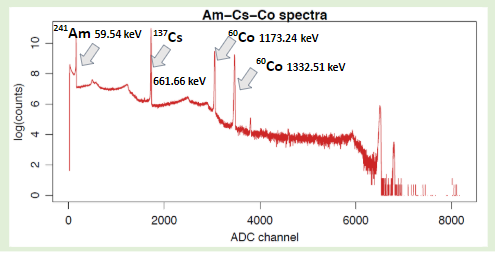 Am-Cs-Co spectra
²⁴¹Am 59.54 keV
¹³⁷Cs
661.66 keV
⁶⁰Co 1173.24 keV
⁶⁰Co 1332.51 keV
log(counts)
10
8
6
4
2
0
0 2000 4000 6000 8000
ADC channel